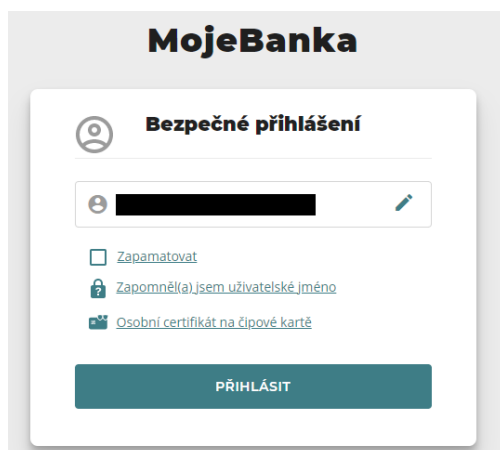 MojeBanka
Bezpečné přihlášení
Zapamatovat
Zapomněl(a) jsem uživatelské jméno
Osobní certifikát na čipové kartě
PŘIHLÁSIT